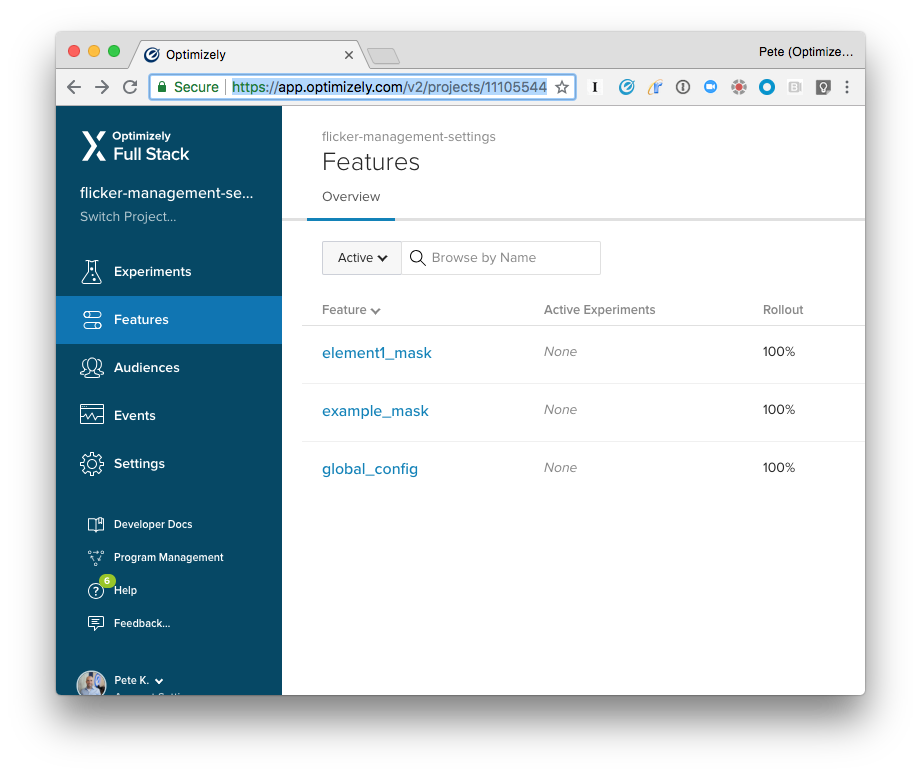 Optimizely
Pete (Optimize...
Secure
https://app.optimizely.com/v2/projects/11105544
Optimizely
Full Stack
flicker-management-se...
Switch Project...
Experiments
Features
Audiences
Events
Settings
Developer Docs
Program Management
6
Help
Feedback...
Pete K.
flicker-management-settings
Features
Overview
Active
Browse by Name
Feature
Active Experiments
Rollout
element1_mask
None
100%
example_mask
None
100%
global_config
None
100%